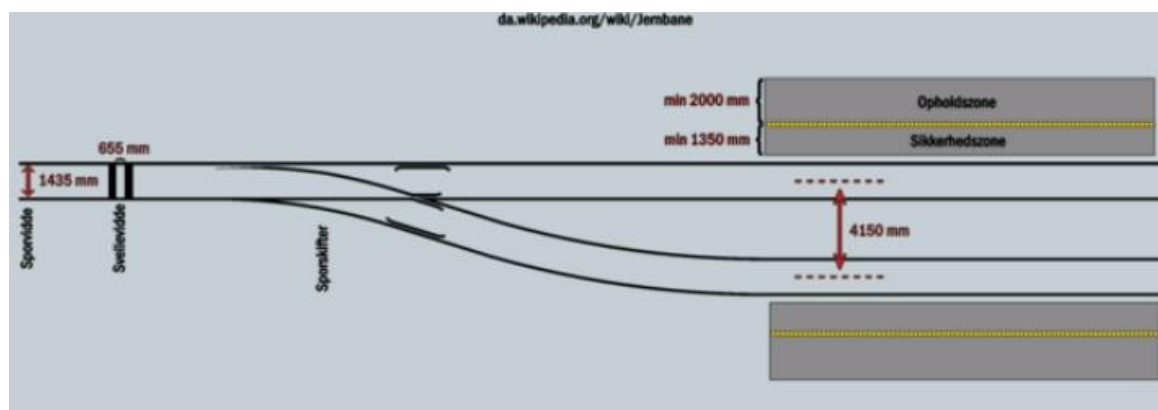 da.wikipedia.org/wiki/Jernbane
min 2000 mm
Opholdszone
min 1350 mm
Sikkerhedszone
655 mm
1435 mm
4150 mm
Sporvidde
Svellevidde
Sporskifter